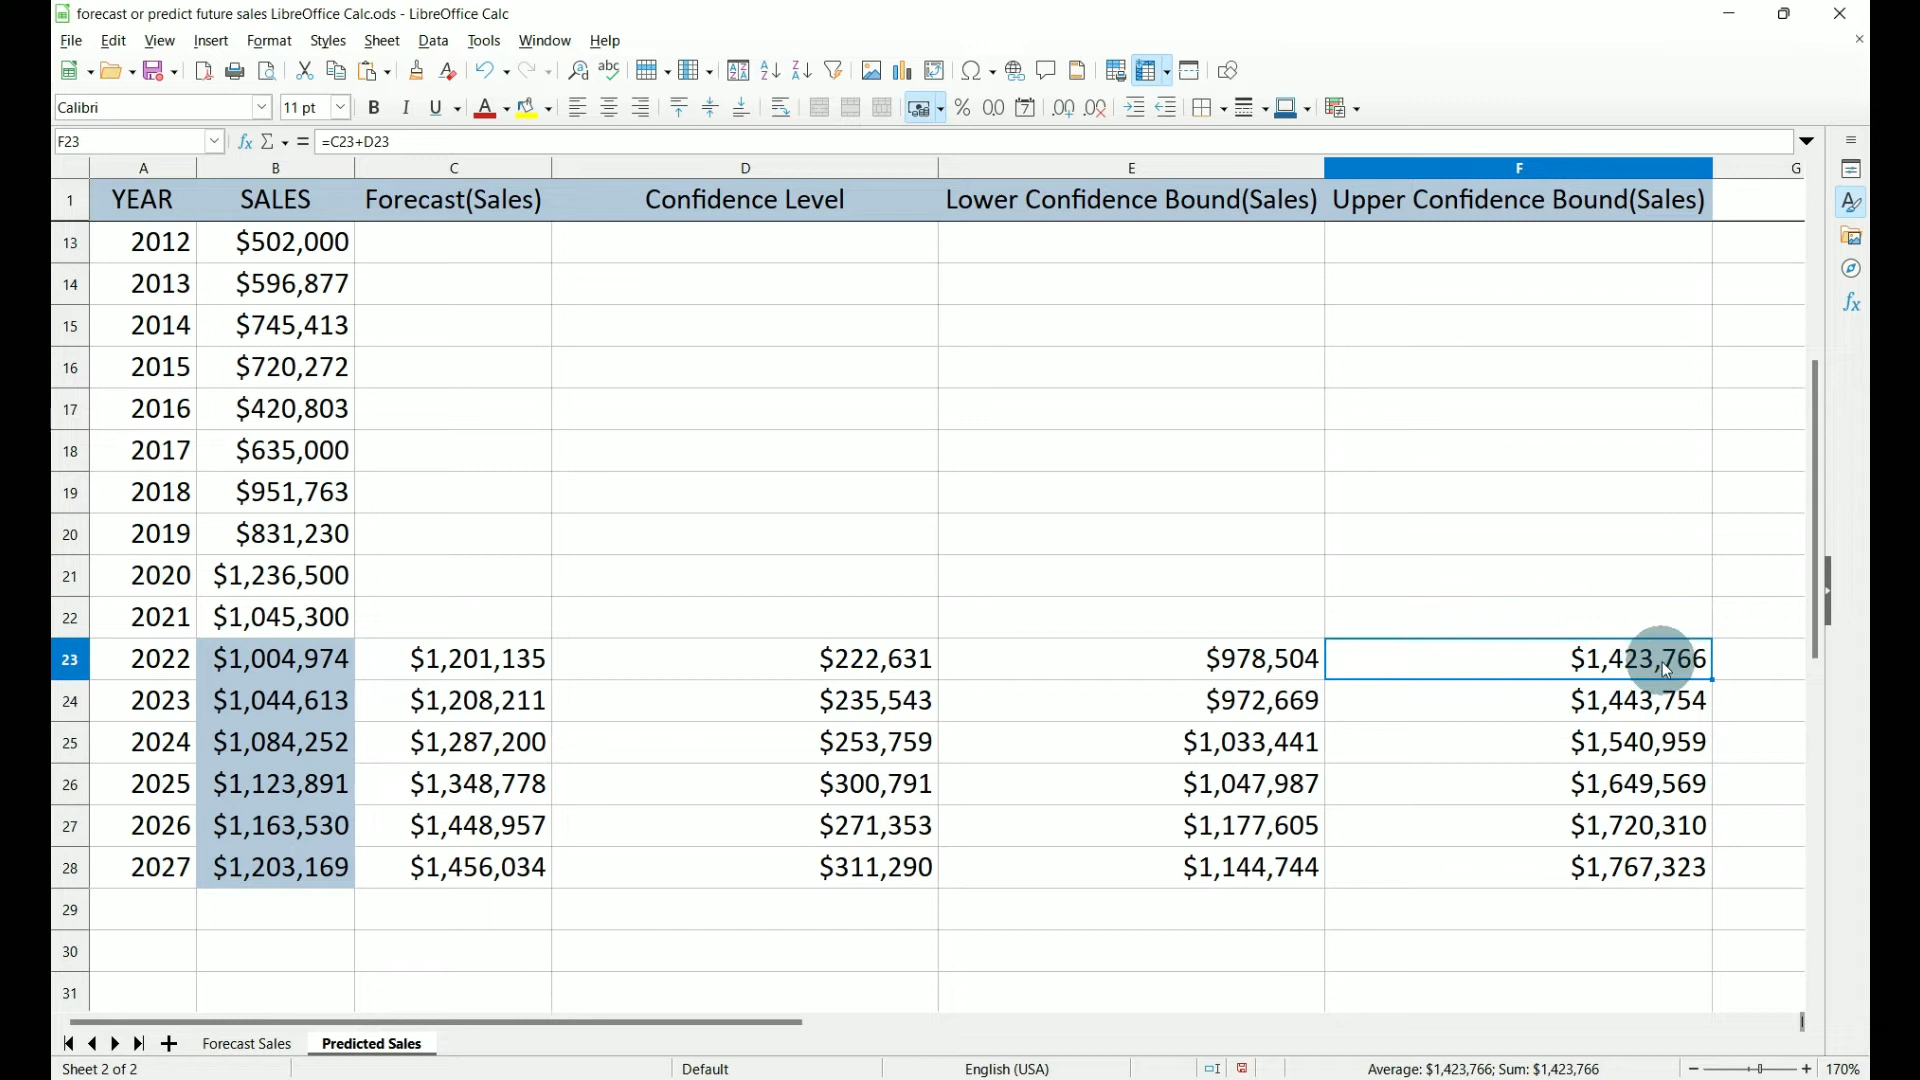 forecast or predict future sales LibreOffice Calc.ods - LibreOffice Calc
File Edit View Insert Format Styles Sheet Data Tools Window Help
Calibri 11 pt
F23 =C23+D23
A B C D E F G
1 YEAR SALES Forecast(Sales) Confidence Level Lower Confidence Bound(Sales) Upper Confidence Bound(Sales)
13 2012 $502,000
14 2013 $596,877
15 2014 $745,413
16 2015 $720,272
17 2016 $420,803
18 2017 $635,000
19 2018 $951,763
20 2019 $831,230
21 2020 $1,236,500
22 2021 $1,045,300
23 2022 $1,004,974 $1,201,135 $222,631 $978,504 $1,423,766
24 2023 $1,044,613 $1,208,211 $235,543 $972,669 $1,443,754
25 2024 $1,084,252 $1,287,200 $253,759 $1,033,441 $1,540,959
26 2025 $1,123,891 $1,348,778 $300,791 $1,047,987 $1,649,569
27 2026 $1,163,530 $1,448,957 $271,353 $1,177,605 $1,720,310
28 2027 $1,203,169 $1,456,034 $311,290 $1,144,744 $1,767,323
29
30
31
Forecast Sales Predicted Sales
Sheet 2 of 2 Default English (USA) Average: $1,423,766; Sum: $1,423,766 170%